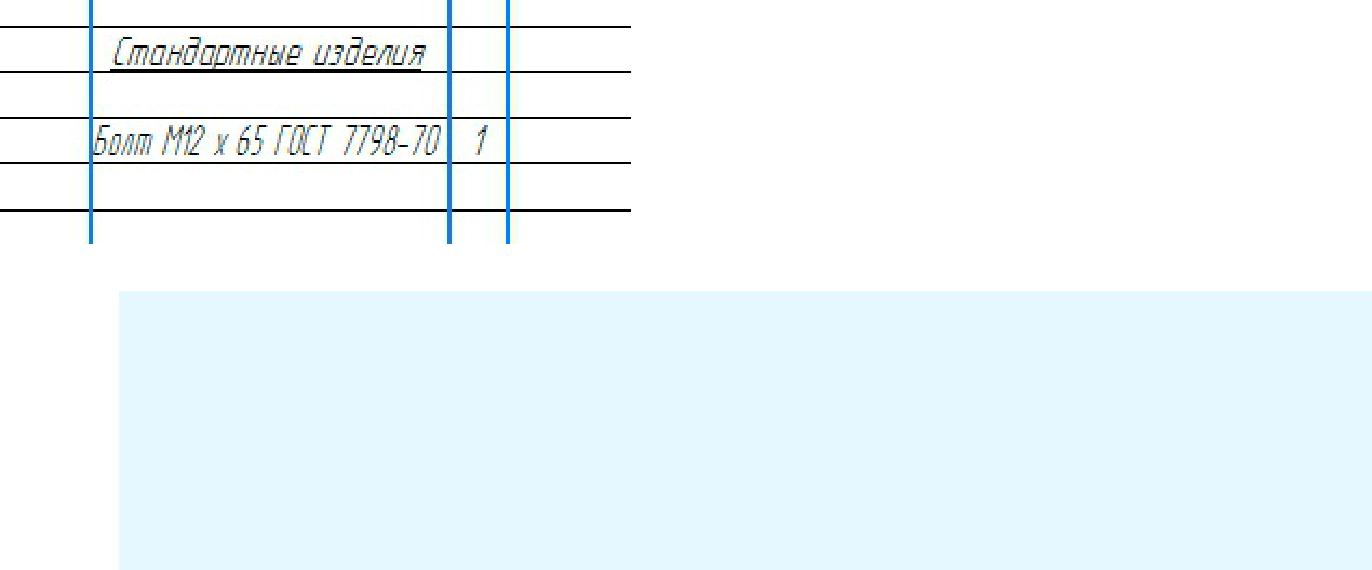 Стандартные изделия
Болт М12 х 65 ГОСТ 7798-70 1